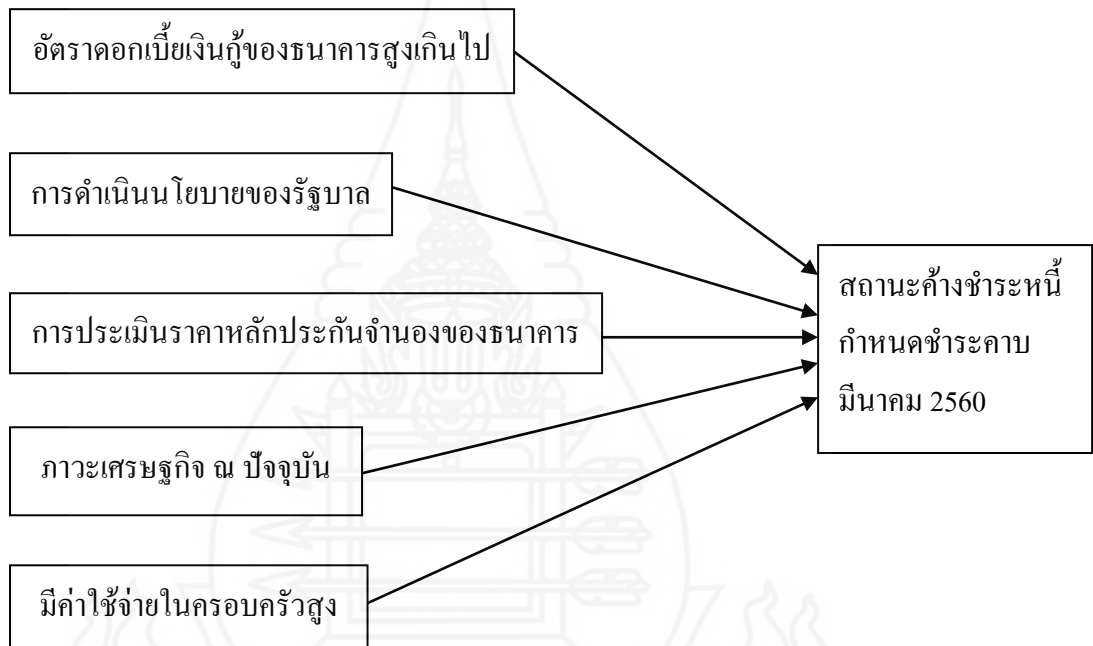 อัตราดอกเบี้ยเงินกู้ของธนาคารสูงเกินไป
การดำเนินนโยบายของรัฐบาล
การประเมินราคาหลักประกันจำนองของธนาคาร
ภาวะเศรษฐกิจ ณ ปัจจุบัน
มีค่าใช้จ่ายในครอบครัวสูง
สถานะค้างชำระหนี้
กำหนดชำระคาบ
มีนาคม 2560